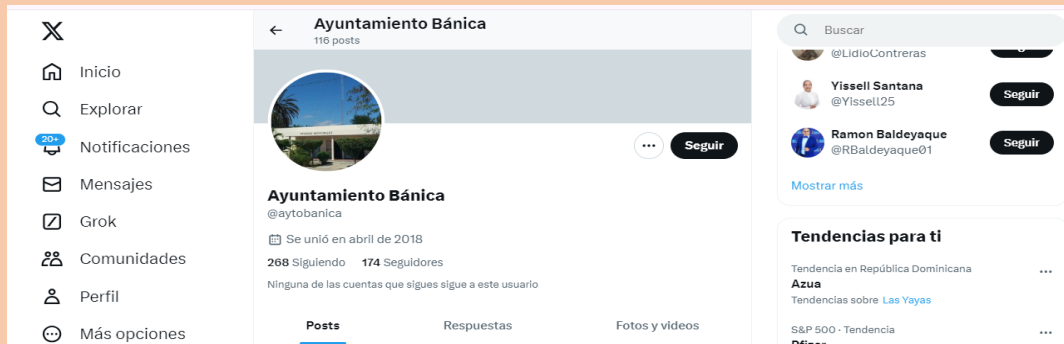 Inicio
Explorar
20+
Notificaciones
Mensajes
Grok
Comunidades
Perfil
Más opciones
Ayuntamiento Bánica
116 posts
Seguir
Ayuntamiento Bánica
@aytobanica
Se unió en abril de 2018
268 Siguiendo 174 Seguidores
Ninguna de las cuentas que sigues sigue a este usuario
Posts Respuestas Fotos y videos
Buscar
@LidioContreras
Yissell Santana
@Yissell25
Seguir
Ramon Baldeyaque
@RBaldeyaque01
Seguir
Mostrar más
Tendencias para ti
Tendencia en República Dominicana
Azua
Tendencias sobre Las Yayas
S&P 500 · Tendencia
Pfizer